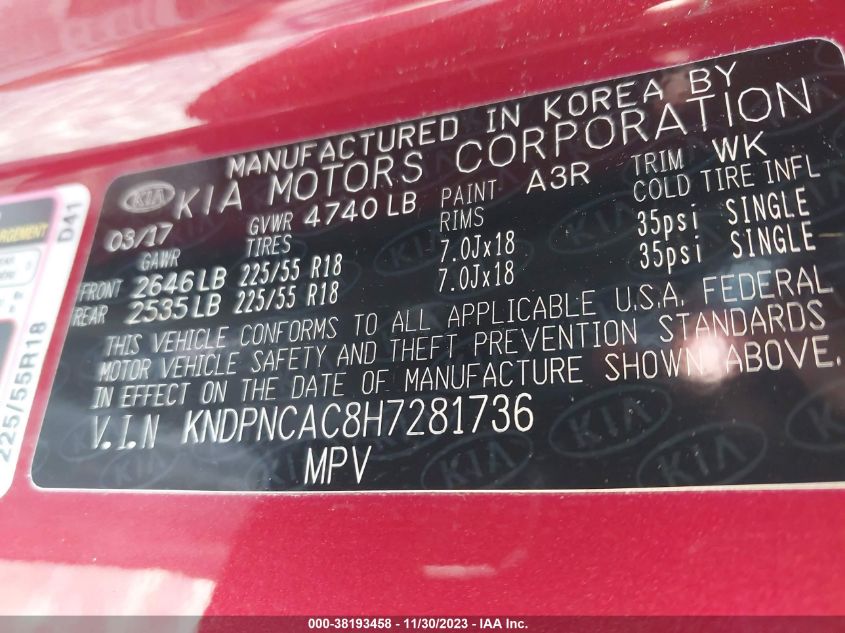 MANUFACTURED IN KOREA BY
KIA KIA MOTORS CORPORATION
03/17 GVWR 4740 LB PAINT A3R TRIM WK
GAWR TIRES RIMS COLD TIRE INFL
FRONT 2646 LB 225/55 R18 7.0Jx18 35psi SINGLE
REAR 2535 LB 225/55 R18 7.0Jx18 35psi SINGLE
THIS VEHICLE CONFORMS TO ALL APPLICABLE U.S.A. FEDERAL
MOTOR VEHICLE SAFETY AND THEFT PREVENTION STANDARDS
IN EFFECT ON THE DATE OF MANUFACTURE SHOWN ABOVE.
V.I.N KNDPNCAC8H7281736
MPV
D41
225/55R18
000-38193458 - 11/30/2023 - IAA Inc.